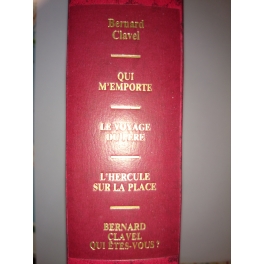 Bernard
Clavel
QUI
M'EMPORTE
LE VOYAGE
DU PÈRE
L'HERCULE
SUR LA PLACE
BERNARD
CLAVEL
QUI ÊTES-VOUS?